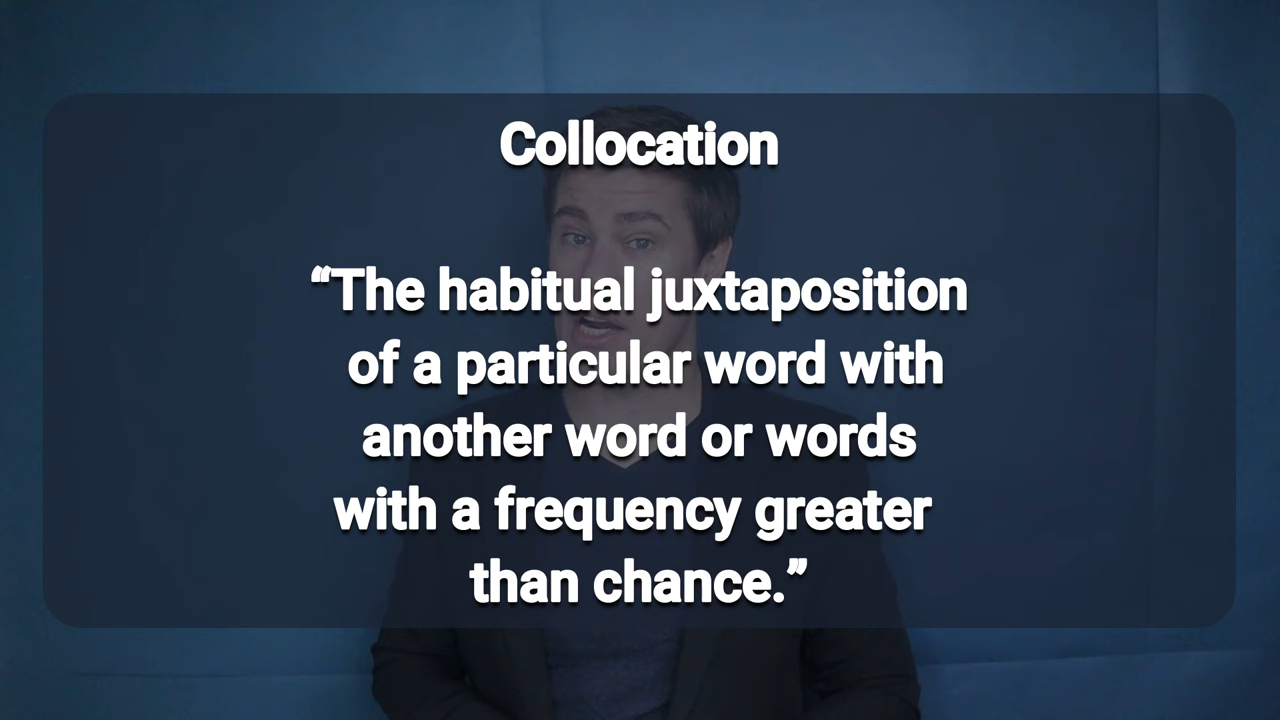 Collocation
“The habitual juxtaposition
of a particular word with
another word or words
with a frequency greater
than chance.”